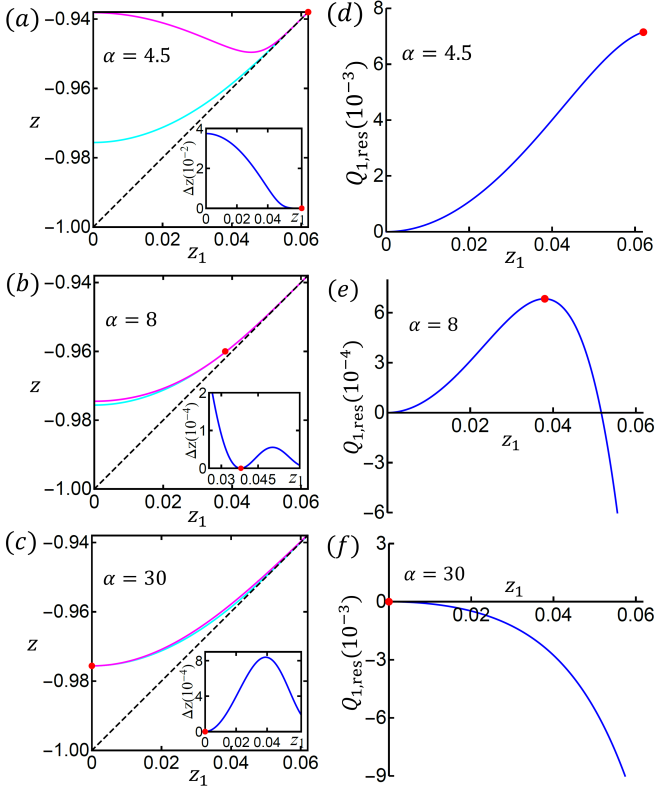 (a)
−0.94
−0.96
−0.98
−1.00
z
α = 4.5
0
0.02
0.04
0.06
z₁
Δz(10⁻²)
4
2
0
0
0.02
0.04
z₁
(d)
8
6
4
2
0
Q₁,res(10⁻³)
α = 4.5
0
0.02
0.04
0.06
z₁
(b)
−0.94
−0.96
−0.98
−1.00
z
α = 8
0
0.02
0.04
0.06
z₁
Δz(10⁻⁴)
2
1
0
0.03
0.045
z₁
(e)
6
3
0
−3
−6
Q₁,res(10⁻⁴)
α = 8
0.02
0.04
0.06
z₁
(c)
−0.94
−0.96
−0.98
−1.00
z
α = 30
0
0.02
0.04
0.06
z₁
Δz(10⁻⁴)
8
4
0
0
0.02
0.04
z₁
(f)
3
0
−3
−6
−9
Q₁,res(10⁻³)
α = 30
z₁
0.02
0.04
0.06